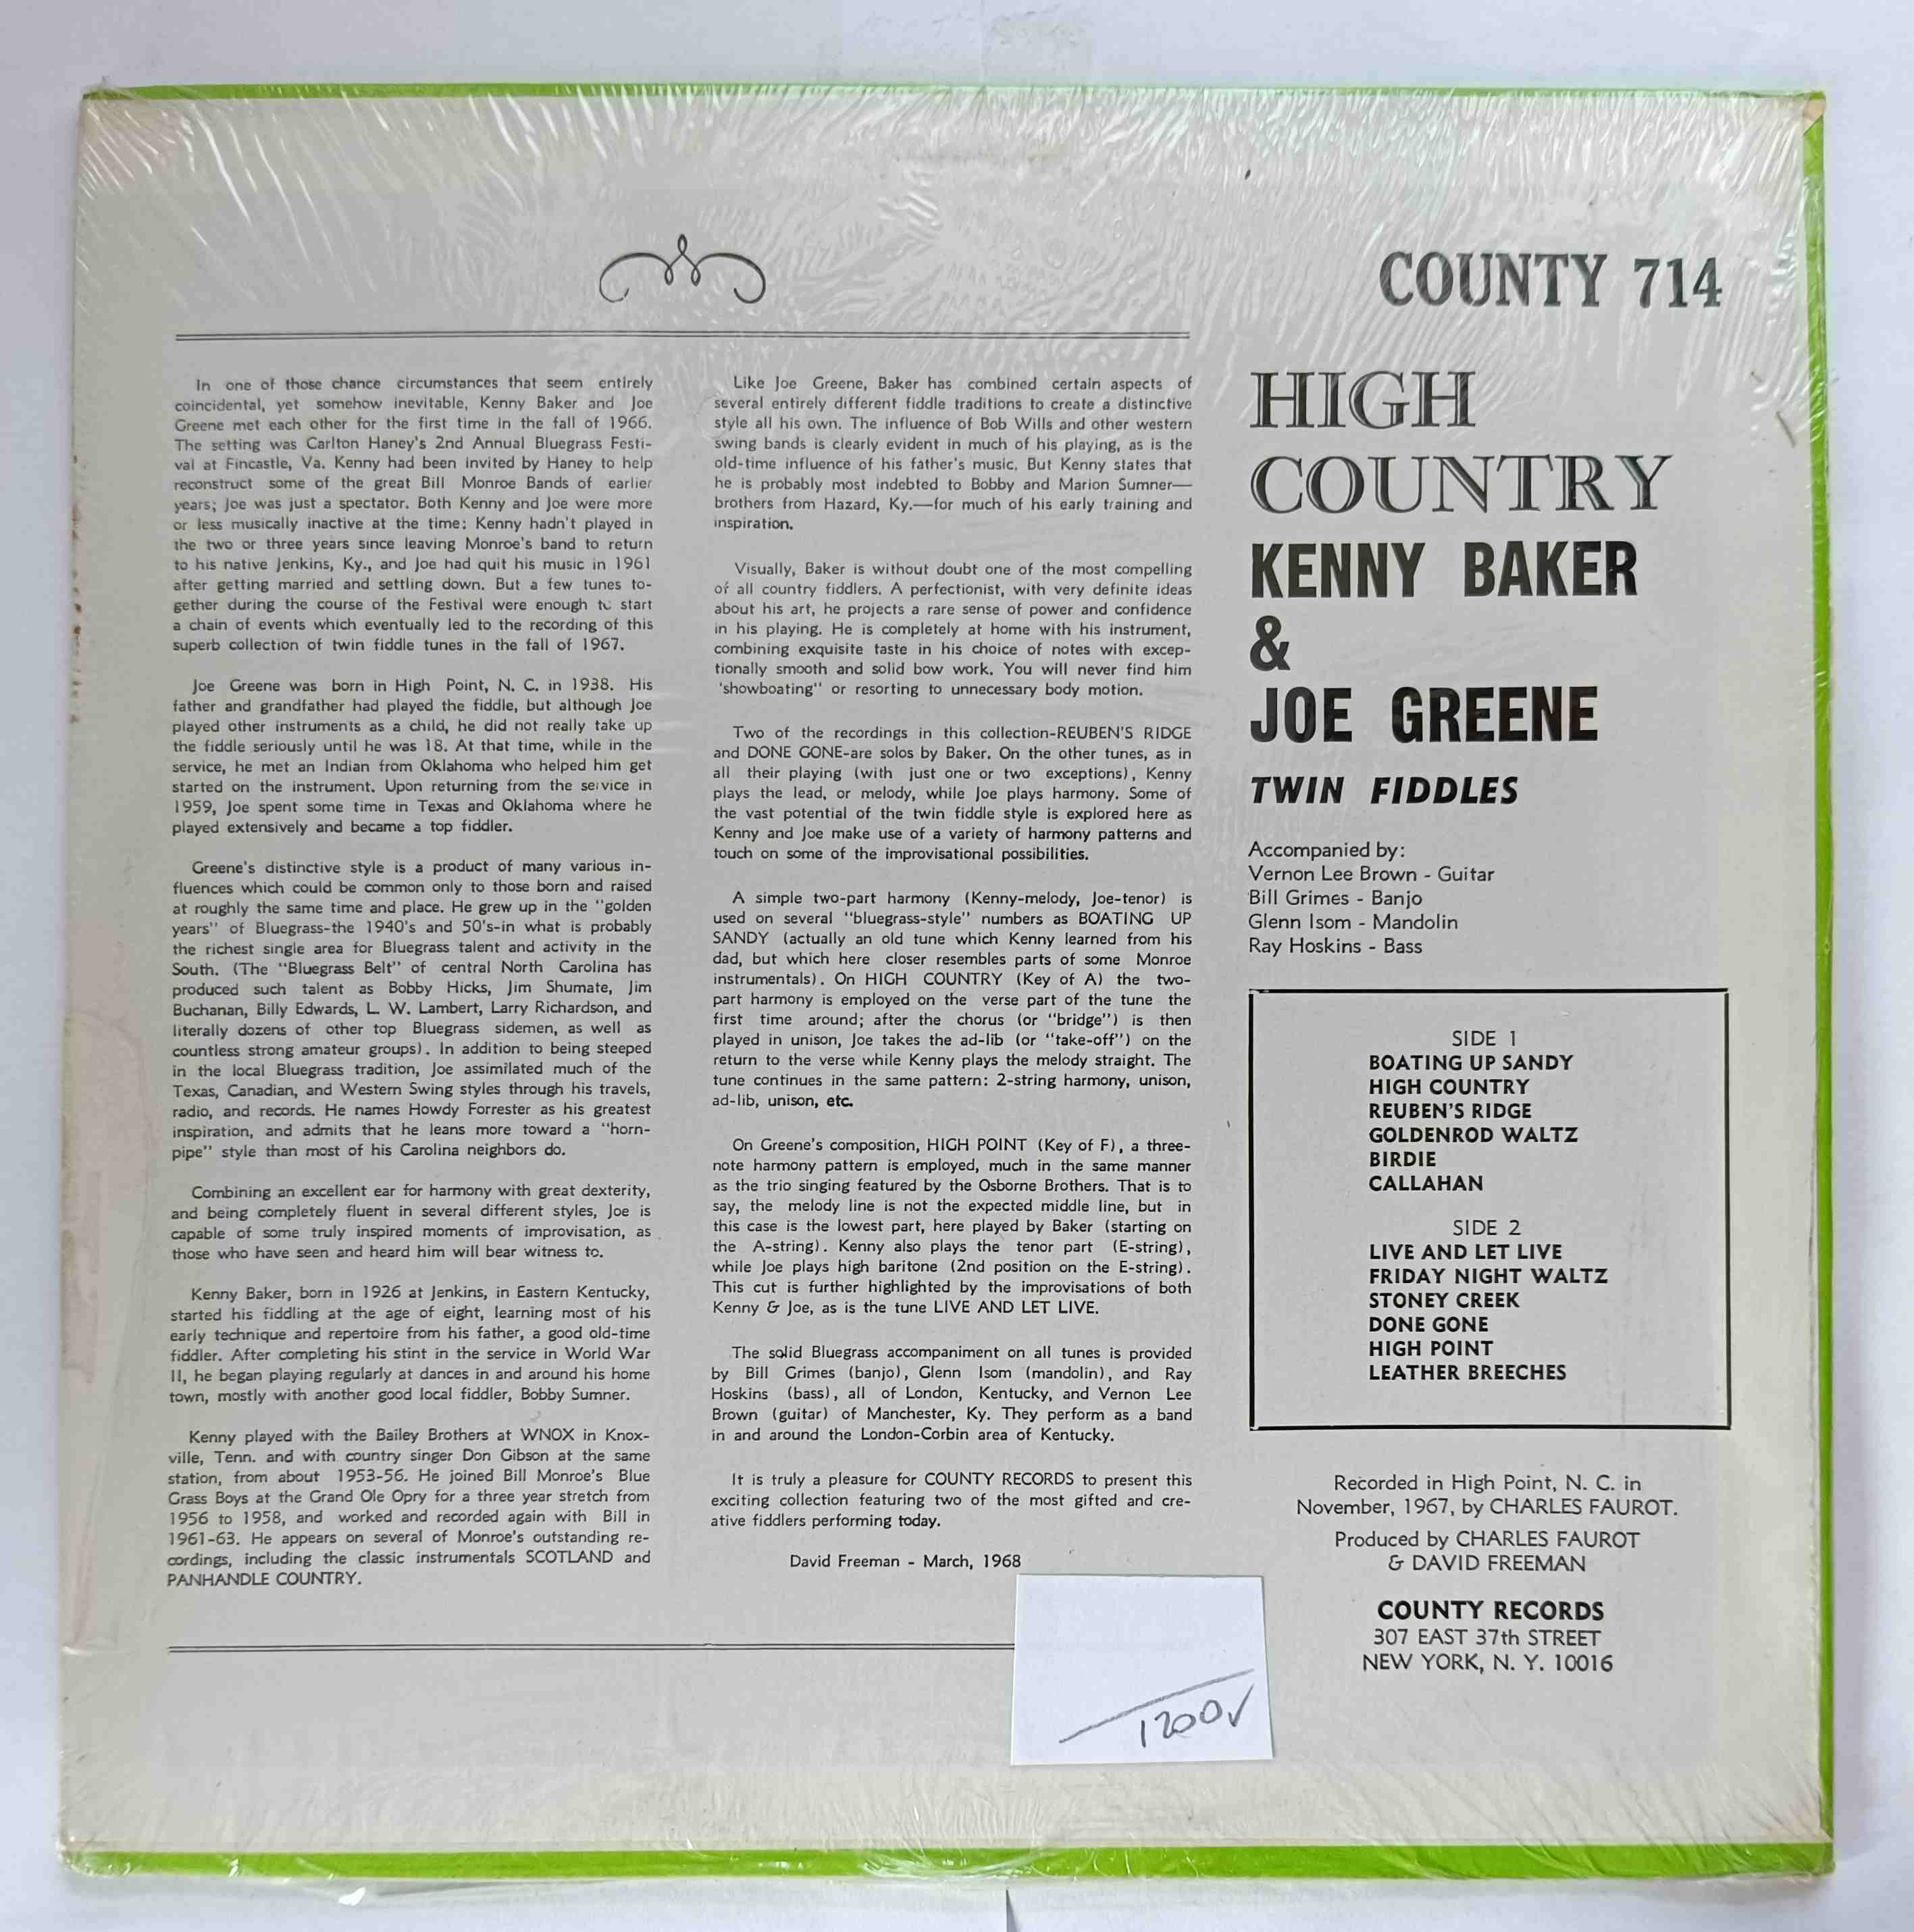 COUNTY 714
In one of those chance circumstances that seem entirely
coincidental, yet somehow inevitable, Kenny Baker and Joe
Greene met each other for the first time in the fall of 1966.
The setting was Carlton Haney's 2nd Annual Bluegrass Festi-
val at Fincastle, Va. Kenny had been invited by Haney to help
reconstruct some of the great Bill Monroe Bands of earlier
years; Joe was just a spectator. Both Kenny and Joe were more
or less musically inactive at the time: Kenny hadn't played in
the two or three years since leaving Monroe's band to return
to his native Jenkins, Ky., and Joe had quit his music in 1961
after getting married and settling down. But a few tunes to-
gether during the course of the Festival were enough to start
a chain of events which eventually led to the recording of this
superb collection of twin fiddle tunes in the fall of 1967.
Joe Greene was born in High Point, N. C. in 1938. His
father and grandfather had played the fiddle, but although Joe
played other instruments as a child, he did not really take up
the fiddle seriously until he was 18. At that time, while in the
service, he met an Indian from Oklahoma who helped him get
started on the instrument. Upon returning from the service in
1959, Joe spent some time in Texas and Oklahoma where he
played extensively and became a top fiddler.
Greene's distinctive style is a product of many various in-
fluences which could be common only to those born and raised
at roughly the same time and place. He grew up in the "golden
years" of Bluegrass-the 1940's and 50's-in what is probably
the richest single area for Bluegrass talent and activity in the
South. (The "Bluegrass Belt" of central North Carolina has
produced such talent as Bobby Hicks, Jim Shumate, Jim
Buchanan, Billy Edwards, L. W. Lambert, Larry Richardson, and
literally dozens of other top Bluegrass sidemen, as well as
countless strong amateur groups). In addition to being steeped
in the local Bluegrass tradition, Joe assimilated much of the
Texas, Canadian, and Western Swing styles through his travels,
radio, and records. He names Howdy Forrester as his greatest
inspiration, and admits that he leans more toward a "horn-
pipe" style than most of his Carolina neighbors do.
Combining an excellent ear for harmony with great dexterity,
and being completely fluent in several different styles, Joe is
capable of some truly inspired moments of improvisation, as
those who have seen and heard him will bear witness to.
Kenny Baker, born in 1926 at Jenkins, in Eastern Kentucky,
started his fiddling at the age of eight, learning most of his
early technique and repertoire from his father, a good old-time
fiddler. After completing his stint in the service in World War
II, he began playing regularly at dances in and around his home
town, mostly with another good local fiddler, Bobby Sumner.
Kenny played with the Bailey Brothers at WNOX in Knox-
ville, Tenn. and with country singer Don Gibson at the same
station, from about 1953-56. He joined Bill Monroe's Blue
Grass Boys at the Grand Ole Opry for a three year stretch from
1956 to 1958, and worked and recorded again with Bill in
1961-63. He appears on several of Monroe's outstanding re-
cordings, including the classic instrumentals SCOTLAND and
PANHANDLE COUNTRY.
Like Joe Greene, Baker has combined certain aspects of
several entirely different fiddle traditions to create a distinctive
style all his own. The influence of Bob Wills and other western
swing bands is clearly evident in much of his playing, as is the
old-time influence of his father's music. But Kenny states that
he is probably most indebted to Bobby and Marion Sumner—
brothers from Hazard, Ky.—for much of his early training and
inspiration.
Visually, Baker is without doubt one of the most compelling
of all country fiddlers. A perfectionist, with very definite ideas
about his art, he projects a rare sense of power and confidence
in his playing. He is completely at home with his instrument,
combining exquisite taste in his choice of notes with excep-
tionally smooth and solid bow work. You will never find him
'showboating" or resorting to unnecessary body motion.
Two of the recordings in this collection-REUBEN'S RIDGE
and DONE GONE-are solos by Baker. On the other tunes, as in
all their playing (with just one or two exceptions), Kenny
plays the lead, or melody, while Joe plays harmony. Some of
the vast potential of the twin fiddle style is explored here as
Kenny and Joe make use of a variety of harmony patterns and
touch on some of the improvisational possibilities.
A simple two-part harmony (Kenny-melody, Joe-tenor) is
used on several "bluegrass-style" numbers as BOATING UP
SANDY (actually an old tune which Kenny learned from his
dad, but which here closer resembles parts of some Monroe
instrumentals). On HIGH COUNTRY (Key of A) the two-
part harmony is employed on the verse part of the tune the
first time around; after the chorus (or "bridge") is then
played in unison, Joe takes the ad-lib (or "take-off") on the
return to the verse while Kenny plays the melody straight. The
tune continues in the same pattern: 2-string harmony, unison,
ad-lib, unison, etc.
On Greene's composition, HIGH POINT (Key of F), a three-
note harmony pattern is employed, much in the same manner
as the trio singing featured by the Osborne Brothers. That is to
say, the melody line is not the expected middle line, but in
this case is the lowest part, here played by Baker (starting on
the A-string). Kenny also plays the tenor part (E-string),
while Joe plays high baritone (2nd position on the E-string).
This cut is further highlighted by the improvisations of both
Kenny & Joe, as is the tune LIVE AND LET LIVE.
The solid Bluegrass accompaniment on all tunes is provided
by Bill Grimes (banjo), Glenn Isom (mandolin), and Ray
Hoskins (bass), all of London, Kentucky, and Vernon Lee
Brown (guitar) of Manchester, Ky. They perform as a band
in and around the London-Corbin area of Kentucky.
It is truly a pleasure for COUNTY RECORDS to present this
exciting collection featuring two of the most gifted and cre-
ative fiddlers performing today.
David Freeman - March, 1968
HIGH
COUNTRY
KENNY BAKER
&
JOE GREENE
TWIN FIDDLES
Accompanied by:
Vernon Lee Brown - Guitar
Bill Grimes - Banjo
Glenn Isom - Mandolin
Ray Hoskins - Bass
SIDE 1
BOATING UP SANDY
HIGH COUNTRY
REUBEN'S RIDGE
GOLDENROD WALTZ
BIRDIE
CALLAHAN
SIDE 2
LIVE AND LET LIVE
FRIDAY NIGHT WALTZ
STONEY CREEK
DONE GONE
HIGH POINT
LEATHER BREECHES
Recorded in High Point, N. C. in
November, 1967, by CHARLES FAUROT.
Produced by CHARLES FAUROT
& DAVID FREEMAN
COUNTY RECORDS
307 EAST 37th STREET
NEW YORK, N. Y. 10016
1200✓